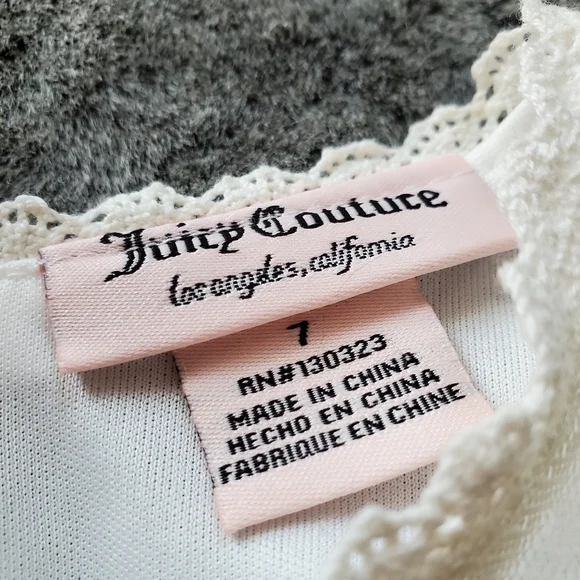 Juicy Couture
los angeles, california
7
RN#130323
MADE IN CHINA
HECHO EN CHINA
FABRIQUE EN CHINE